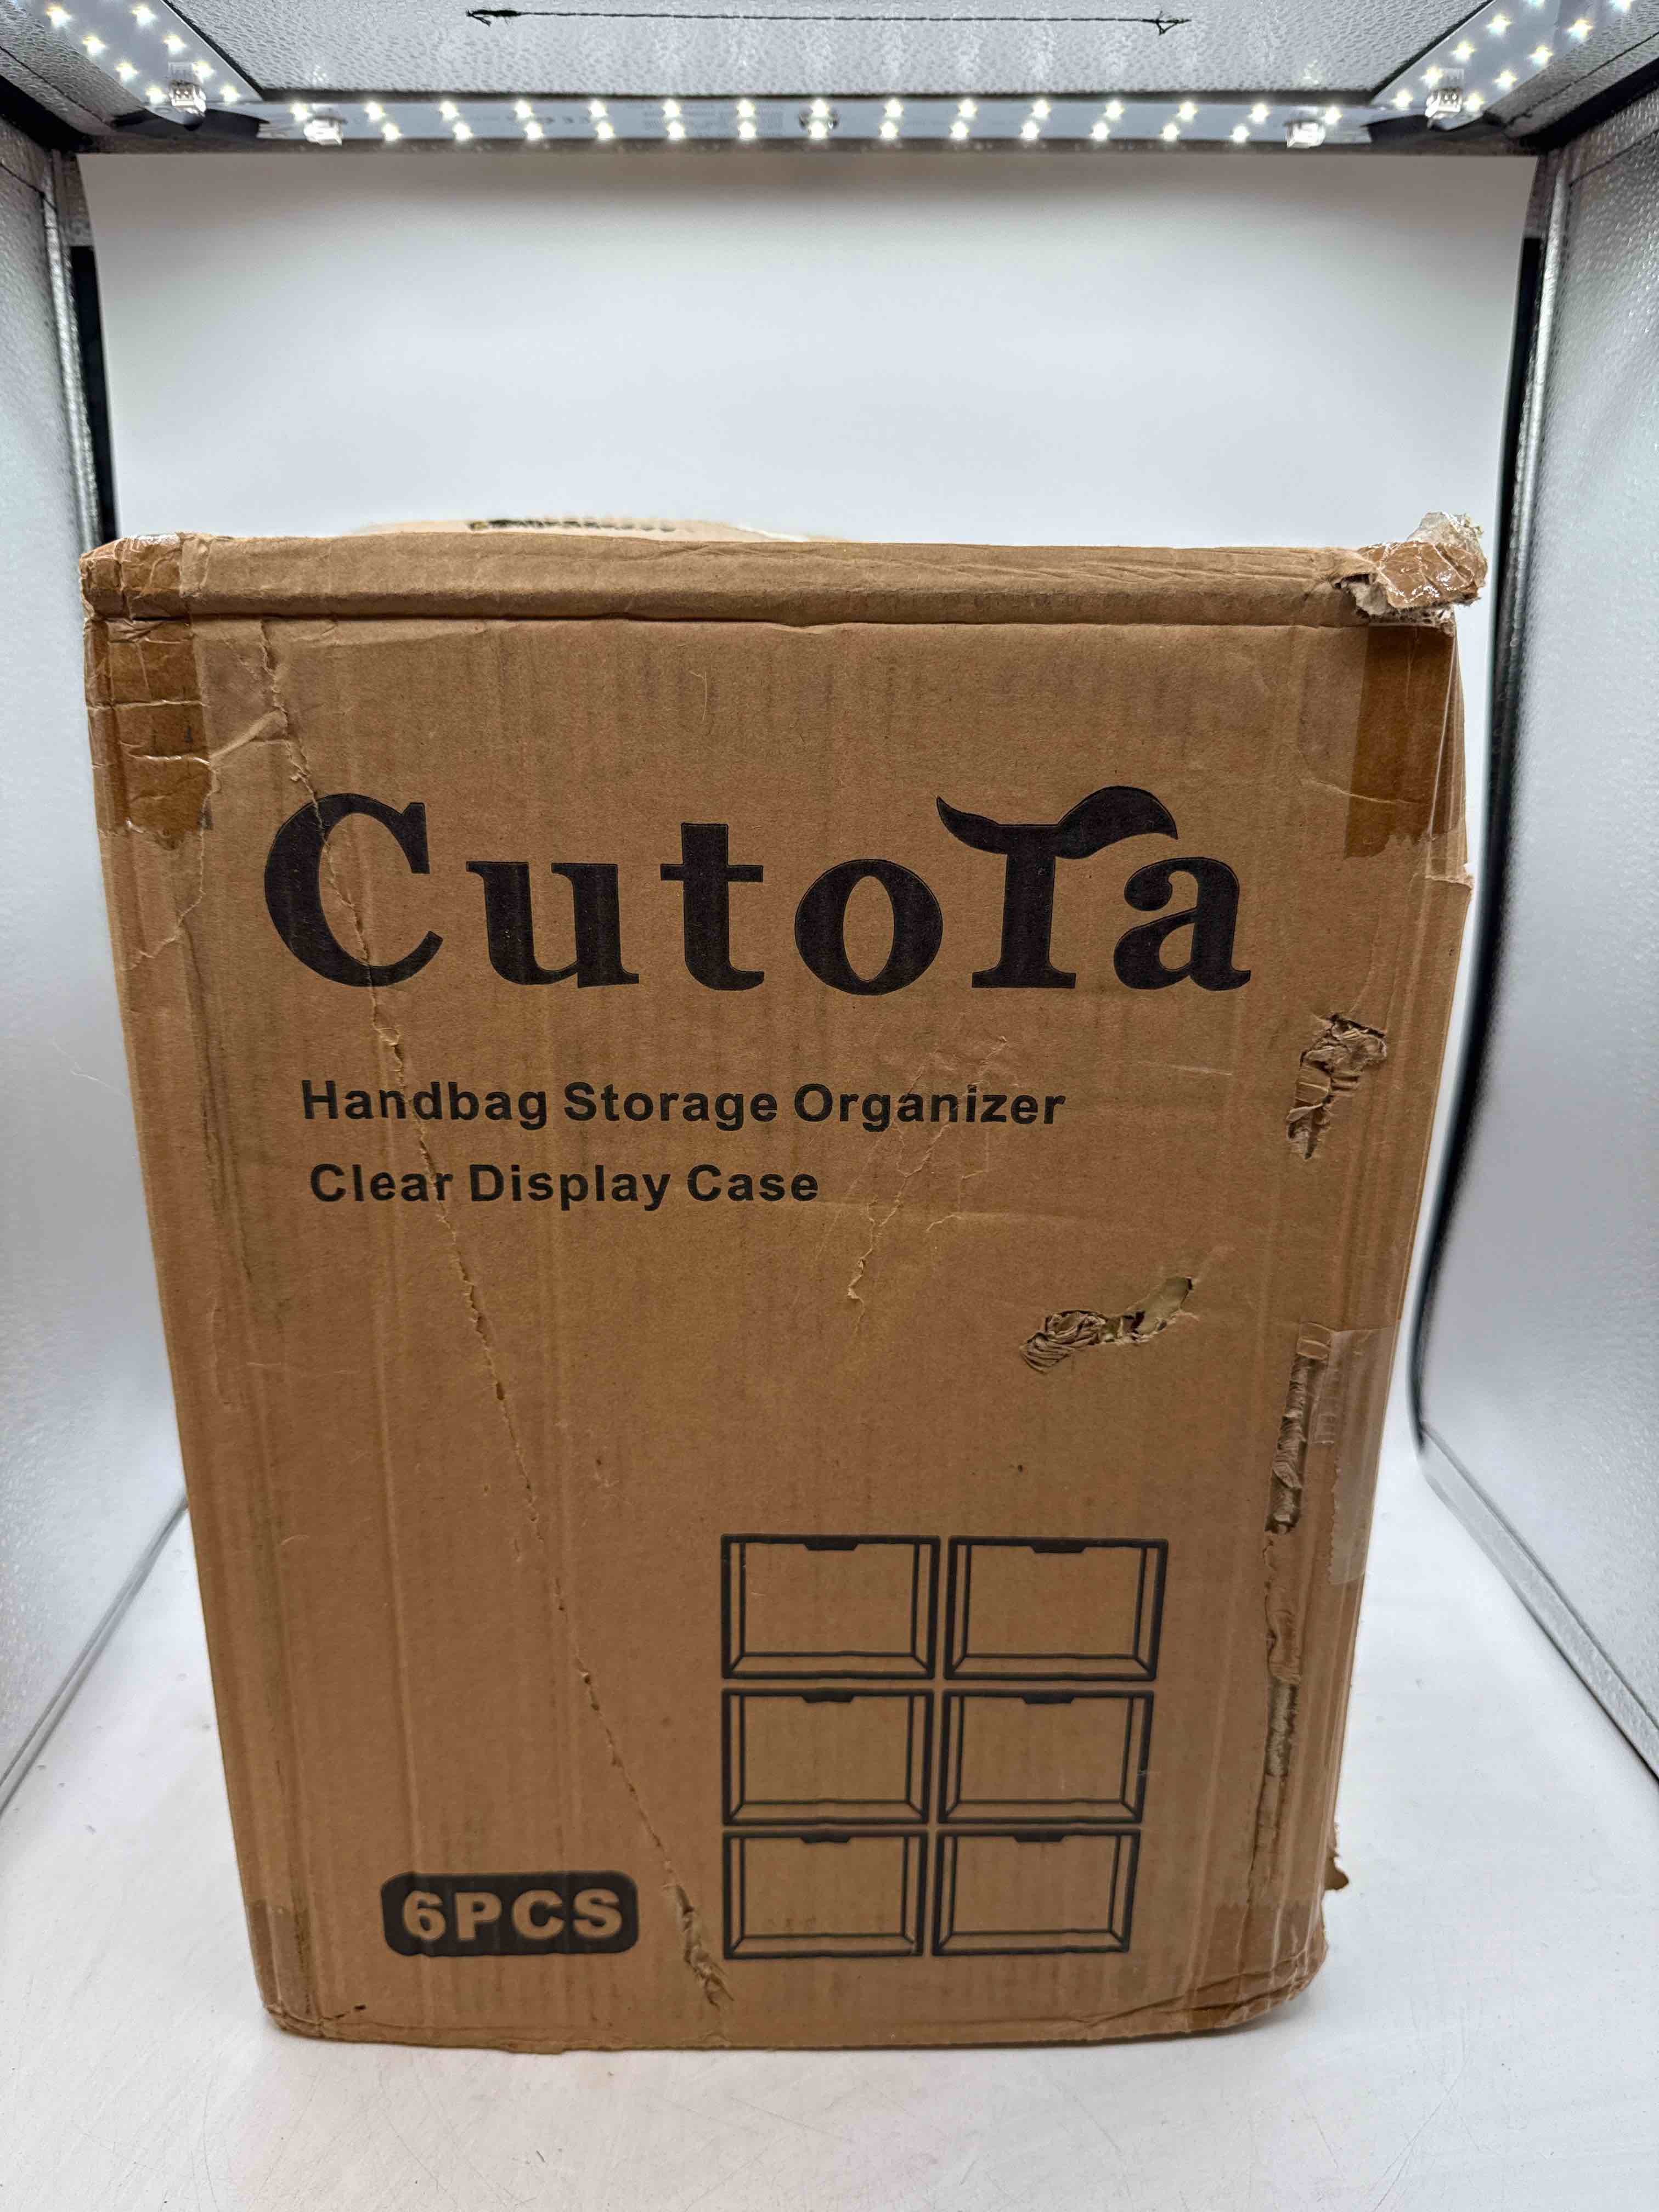 Cutora
Handbag Storage Organizer
Clear Display Case
6PCS